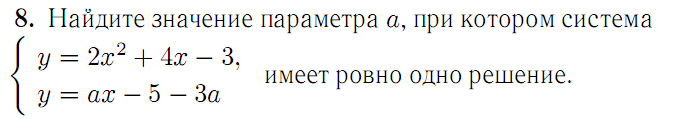 8. Найдите значение параметра a, при котором система
y = 2x² + 4x − 3,
y = ax − 5 − 3a
имеет ровно одно решение.